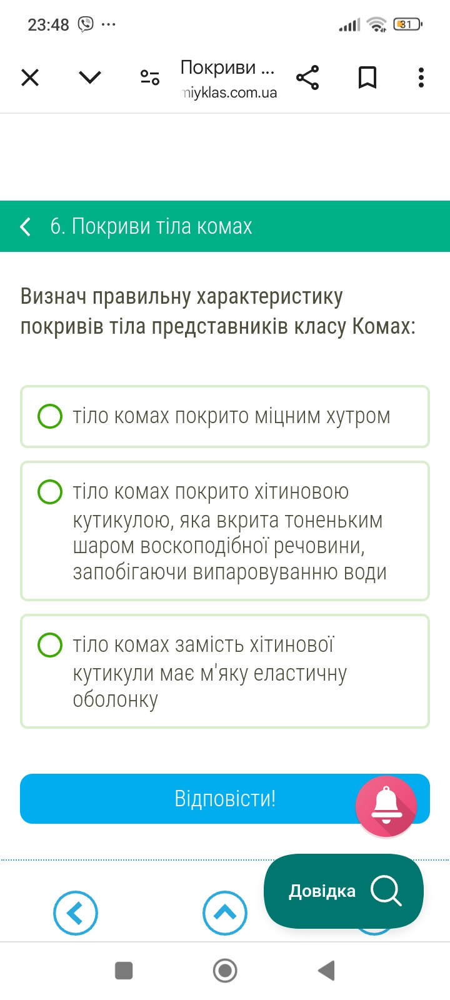 23:48
31
Покриви ...
miyklas.com.ua
6. Покриви тіла комах
Визнач правильну характеристику
покривів тіла представників класу Комах:
тіло комах покрито міцним хутром
тіло комах покрито хітиновою
кутикулою, яка вкрита тоненьким
шаром воскоподібної речовини,
запобігаючи випаровуванню води
тіло комах замість хітинової
кутикули має м'яку еластичну
оболонку
Відповісти!
Довідка